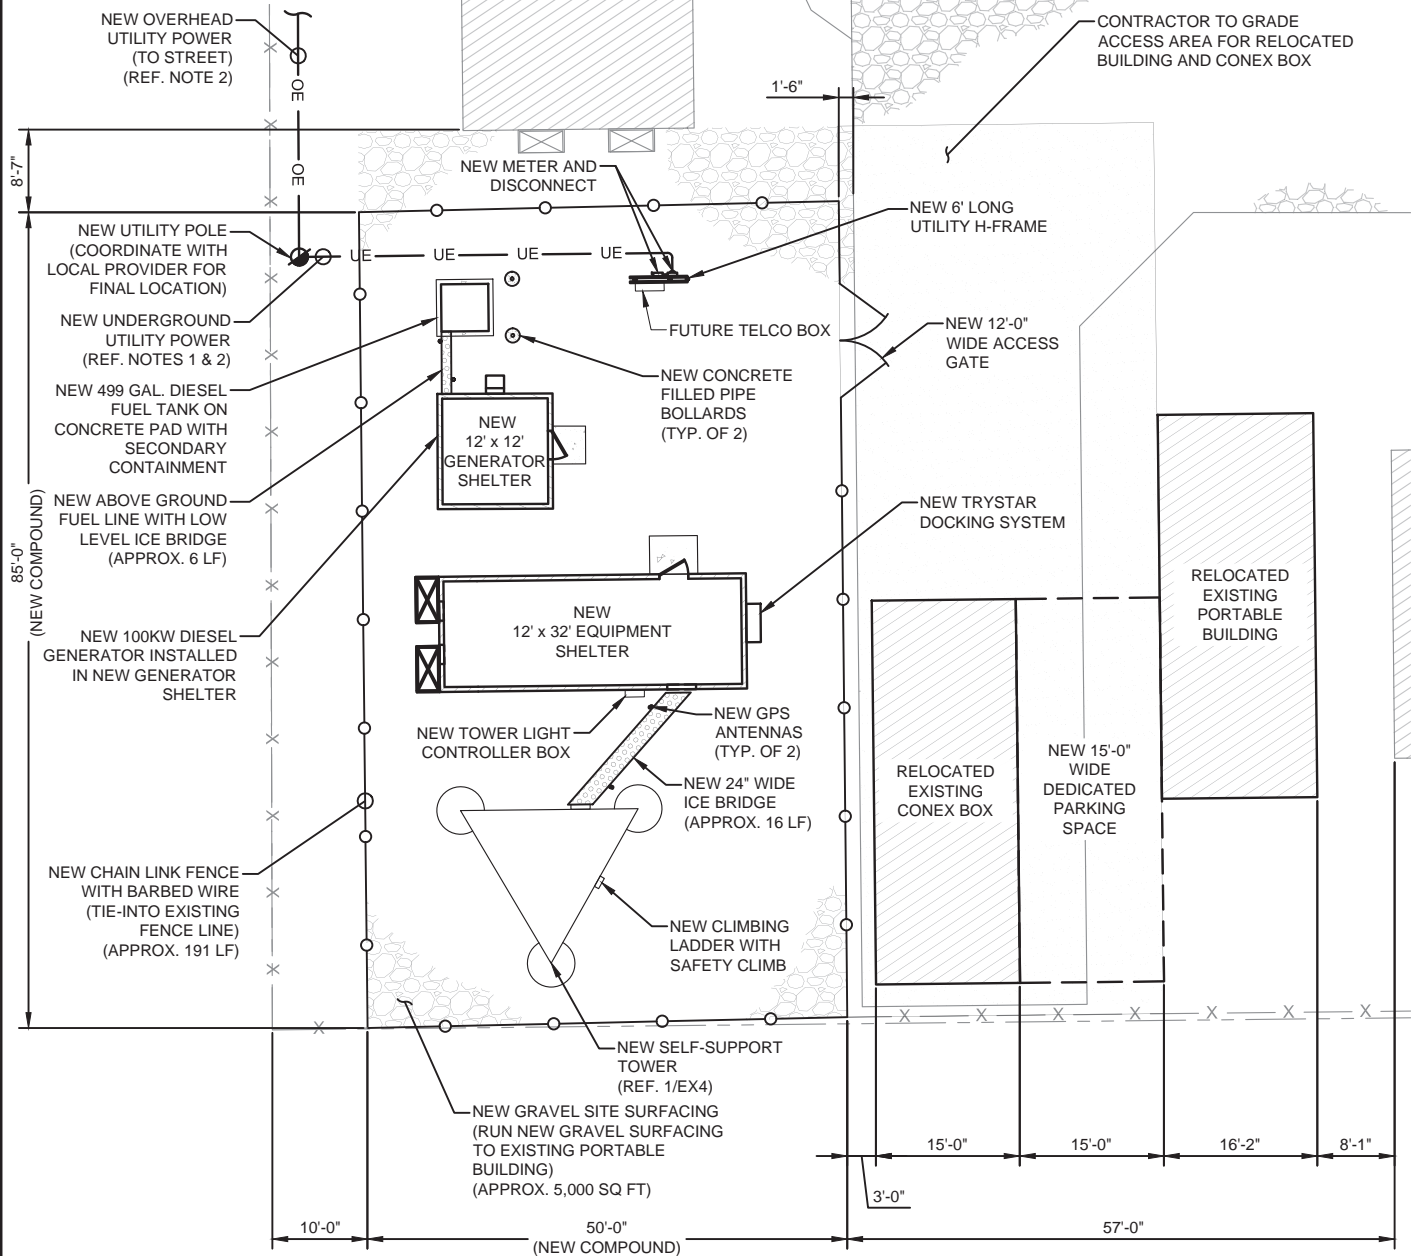 NEW OVERHEAD
UTILITY POWER
(TO STREET)
(REF. NOTE 2)
OE
OE
8'-7"
1'-6"
CONTRACTOR TO GRADE
ACCESS AREA FOR RELOCATED
BUILDING AND CONEX BOX
NEW METER AND
DISCONNECT
NEW 6' LONG
UTILITY H-FRAME
NEW UTILITY POLE
(COORDINATE WITH
LOCAL PROVIDER FOR
FINAL LOCATION)
UE
UE
UE
UE
NEW UNDERGROUND
UTILITY POWER
(REF. NOTES 1 & 2)
FUTURE TELCO BOX
NEW 12'-0"
WIDE ACCESS
GATE
NEW 499 GAL. DIESEL
FUEL TANK ON
CONCRETE PAD WITH
SECONDARY
CONTAINMENT
NEW CONCRETE
FILLED PIPE
BOLLARDS
(TYP. OF 2)
NEW
12' x 12'
GENERATOR
SHELTER
NEW ABOVE GROUND
FUEL LINE WITH LOW
LEVEL ICE BRIDGE
(APPROX. 6 LF)
NEW TRYSTAR
DOCKING SYSTEM
85'-0"
(NEW COMPOUND)
RELOCATED
EXISTING
PORTABLE
BUILDING
NEW
12' x 32' EQUIPMENT
SHELTER
NEW 100KW DIESEL
GENERATOR INSTALLED
IN NEW GENERATOR
SHELTER
NEW TOWER LIGHT
CONTROLLER BOX
NEW GPS
ANTENNAS
(TYP. OF 2)
NEW 24" WIDE
ICE BRIDGE
(APPROX. 16 LF)
RELOCATED
EXISTING
CONEX BOX
NEW 15'-0"
WIDE
DEDICATED
PARKING
SPACE
NEW CHAIN LINK FENCE
WITH BARBED WIRE
(TIE-INTO EXISTING
FENCE LINE)
(APPROX. 191 LF)
NEW CLIMBING
LADDER WITH
SAFETY CLIMB
NEW SELF-SUPPORT
TOWER
(REF. 1/EX4)
NEW GRAVEL SITE SURFACING
(RUN NEW GRAVEL SURFACING
TO EXISTING PORTABLE
BUILDING)
(APPROX. 5,000 SQ FT)
15'-0"
15'-0"
16'-2"
8'-1"
3'-0"
10'-0"
50'-0"
(NEW COMPOUND)
57'-0"